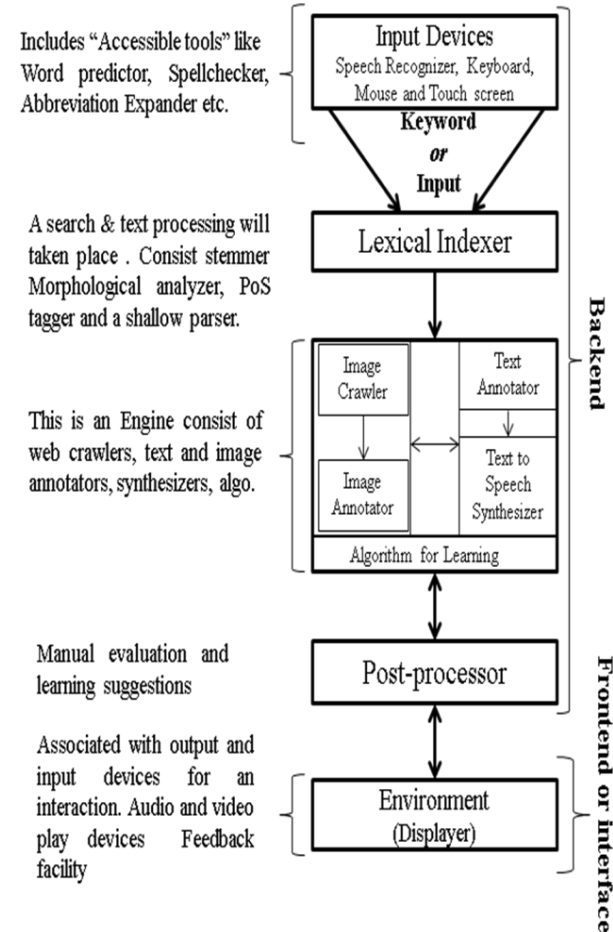 Includes “Accessible tools” like
Word predictor, Spellchecker,
Abbreviation Expander etc.
Input Devices
Speech Recognizer, Keyboard,
Mouse and Touch screen
Keyword
or
Input
A search & text processing will
taken place . Consist stemmer
Morphological analyzer, PoS
tagger and a shallow parser.
Lexical Indexer
This is an Engine consist of
web crawlers, text and image
annotators, synthesizers, algo.
Image
Crawler
Image
Annotator
Text
Annotator
Text to
Speech
Synthesizer
Algorithm for Learning
Manual evaluation and
learning suggestions
Post-processor
Associated with output and
input devices for an
interaction. Audio and video
play devices Feedback
facility
Environment
(Displayer)
Backend
Frontend or interface